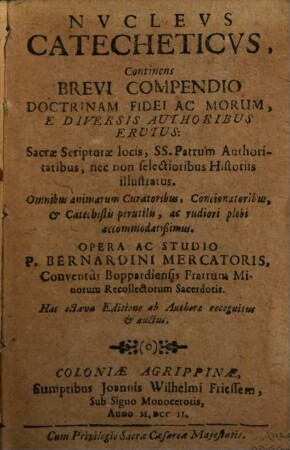 NVCLEVS
CATECHETICVS,
Continens
BREVI COMPENDIO
DOCTRINAM FIDEI AC MORUM,
E DIVERSIS AUTHORIBUS
ERUTUS:
Sacræ Scripturæ locis, SS. Patrum Authori-
tatibus, nec non selectioribus Historiis
illustratus.
Omnibus animarum Curatoribus, Concionatoribus,
& Catechistis perutilis, ac rudiori plebi
accommodatissimus.
OPERA AC STUDIO
P. BERNARDINI MERCATORIS,
Conventûs Boppardiensis Fratrum Mi-
norum Recollectorum Sacerdotis.
Hac octava Editione ab Authore recognitus
& auctus.
COLONIÆ AGRIPPINÆ,
Sumptibus Joannis Wilhelmi Friessem,
Sub Signo Monocerotis,
Anno M.DCC II.
Cum Privilegio Sacræ Cæsareæ Majestatis.